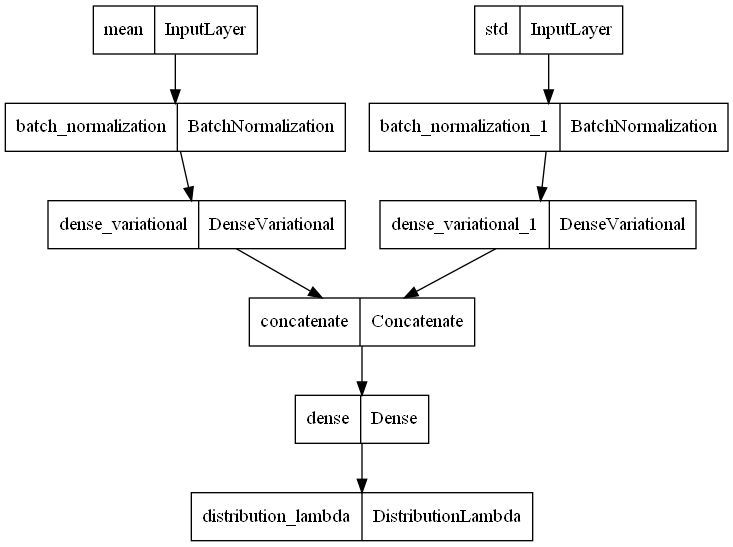 mean InputLayer std InputLayer
batch_normalization BatchNormalization batch_normalization_1 BatchNormalization
dense_variational DenseVariational dense_variational_1 DenseVariational
concatenate Concatenate
dense Dense
distribution_lambda DistributionLambda